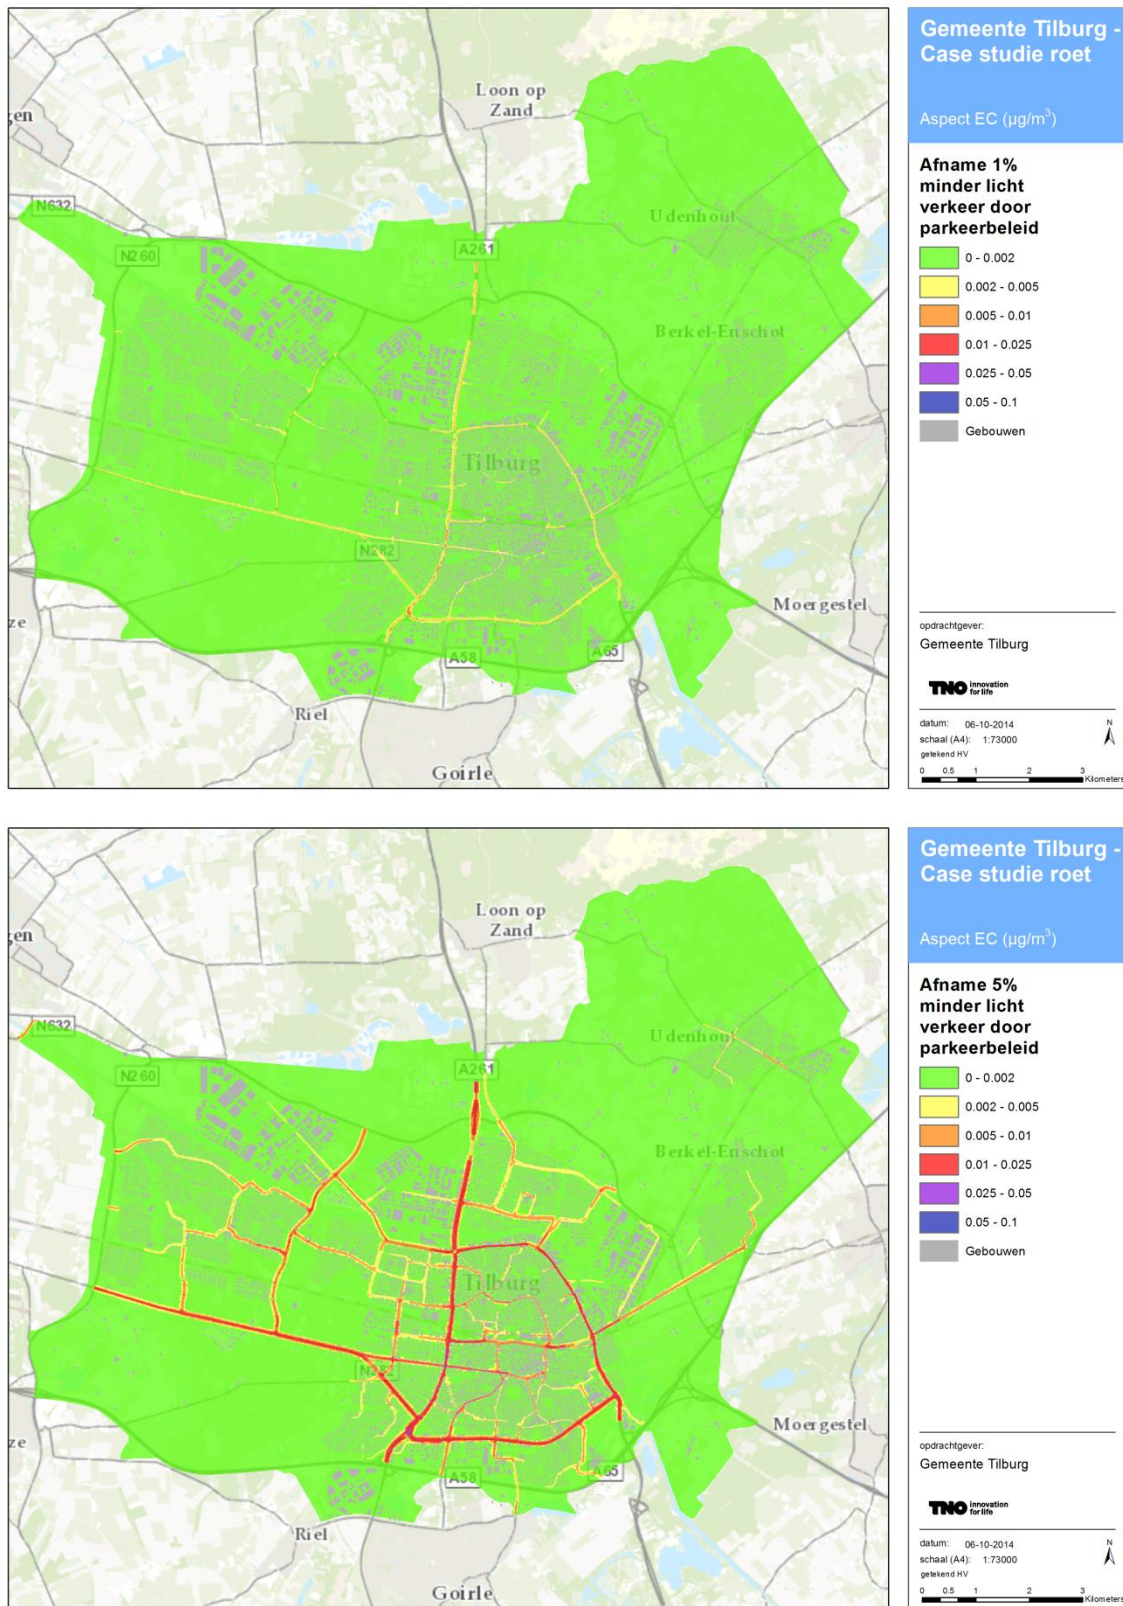 Loon op
Zand
gen
N632
Udenhout
A261
N260
Berkel-Enschot
Tilburg
N282
Moergestel
ze
A58
A65
Riel
Goirle
Gemeente Tilburg -
Case studie roet
Aspect EC (µg/m³)
Afname 1%
minder licht
verkeer door
parkeerbeleid
0 - 0.002
0.002 - 0.005
0.005 - 0.01
0.01 - 0.025
0.025 - 0.05
0.05 - 0.1
Gebouwen
opdrachtgever:
Gemeente Tilburg
TNO innovation
for life
datum: 06-10-2014
N
schaal (A4): 1:73000
getekend HV
0 0.5 1 2 3
Kilometers
Loon op
Zand
en
N632
Udenhout
A261
N260
Berkel-Enschot
Tilburg
N282
Moergestel
ze
A58
A65
Riel
Goirle
Gemeente Tilburg -
Case studie roet
Aspect EC (µg/m³)
Afname 5%
minder licht
verkeer door
parkeerbeleid
0 - 0.002
0.002 - 0.005
0.005 - 0.01
0.01 - 0.025
0.025 - 0.05
0.05 - 0.1
Gebouwen
opdrachtgever:
Gemeente Tilburg
TNO innovation
for life
datum: 06-10-2014
N
schaal (A4): 1:73000
getekend HV
0 0.5 1 2 3
Kilometers